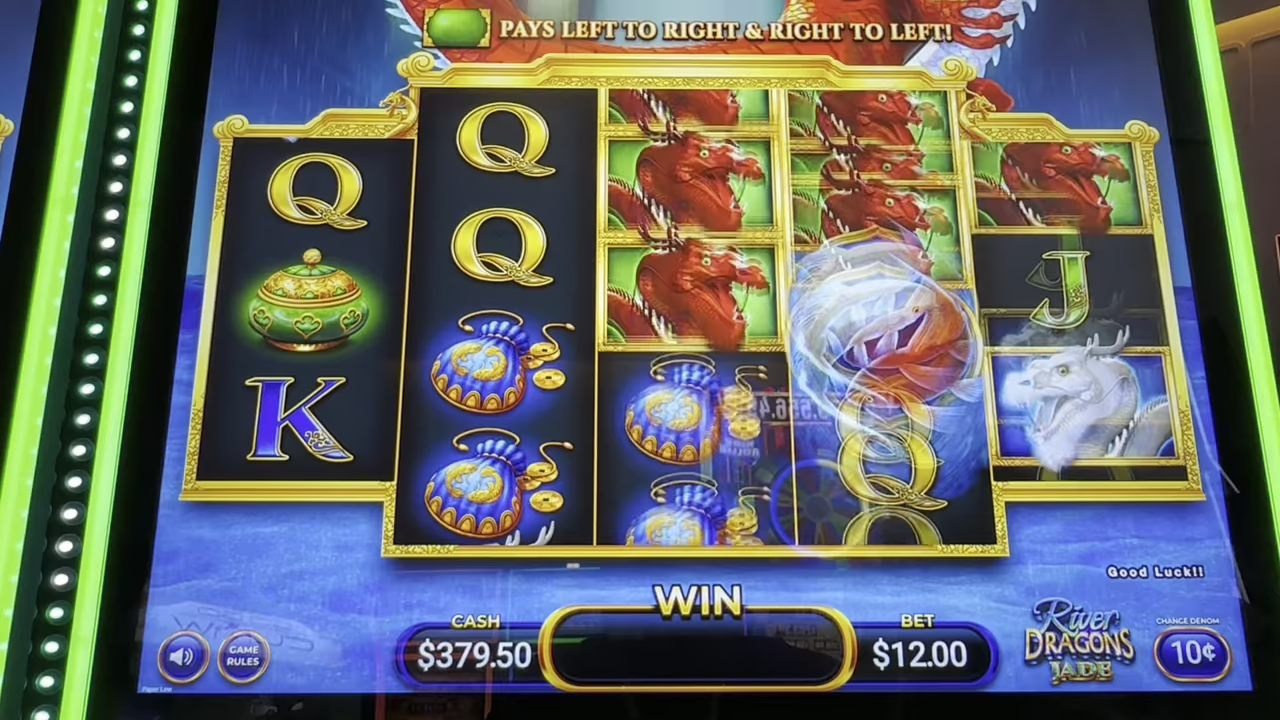 PAYS LEFT TO RIGHT & RIGHT TO LEFT!
Q
Q
Q
K
J
Q
Good Luck!!
WIN
CASH
$379.50
BET
$12.00
GAME
RULES
River
DRAGONS
JADE
CHANGE DENOM
10¢